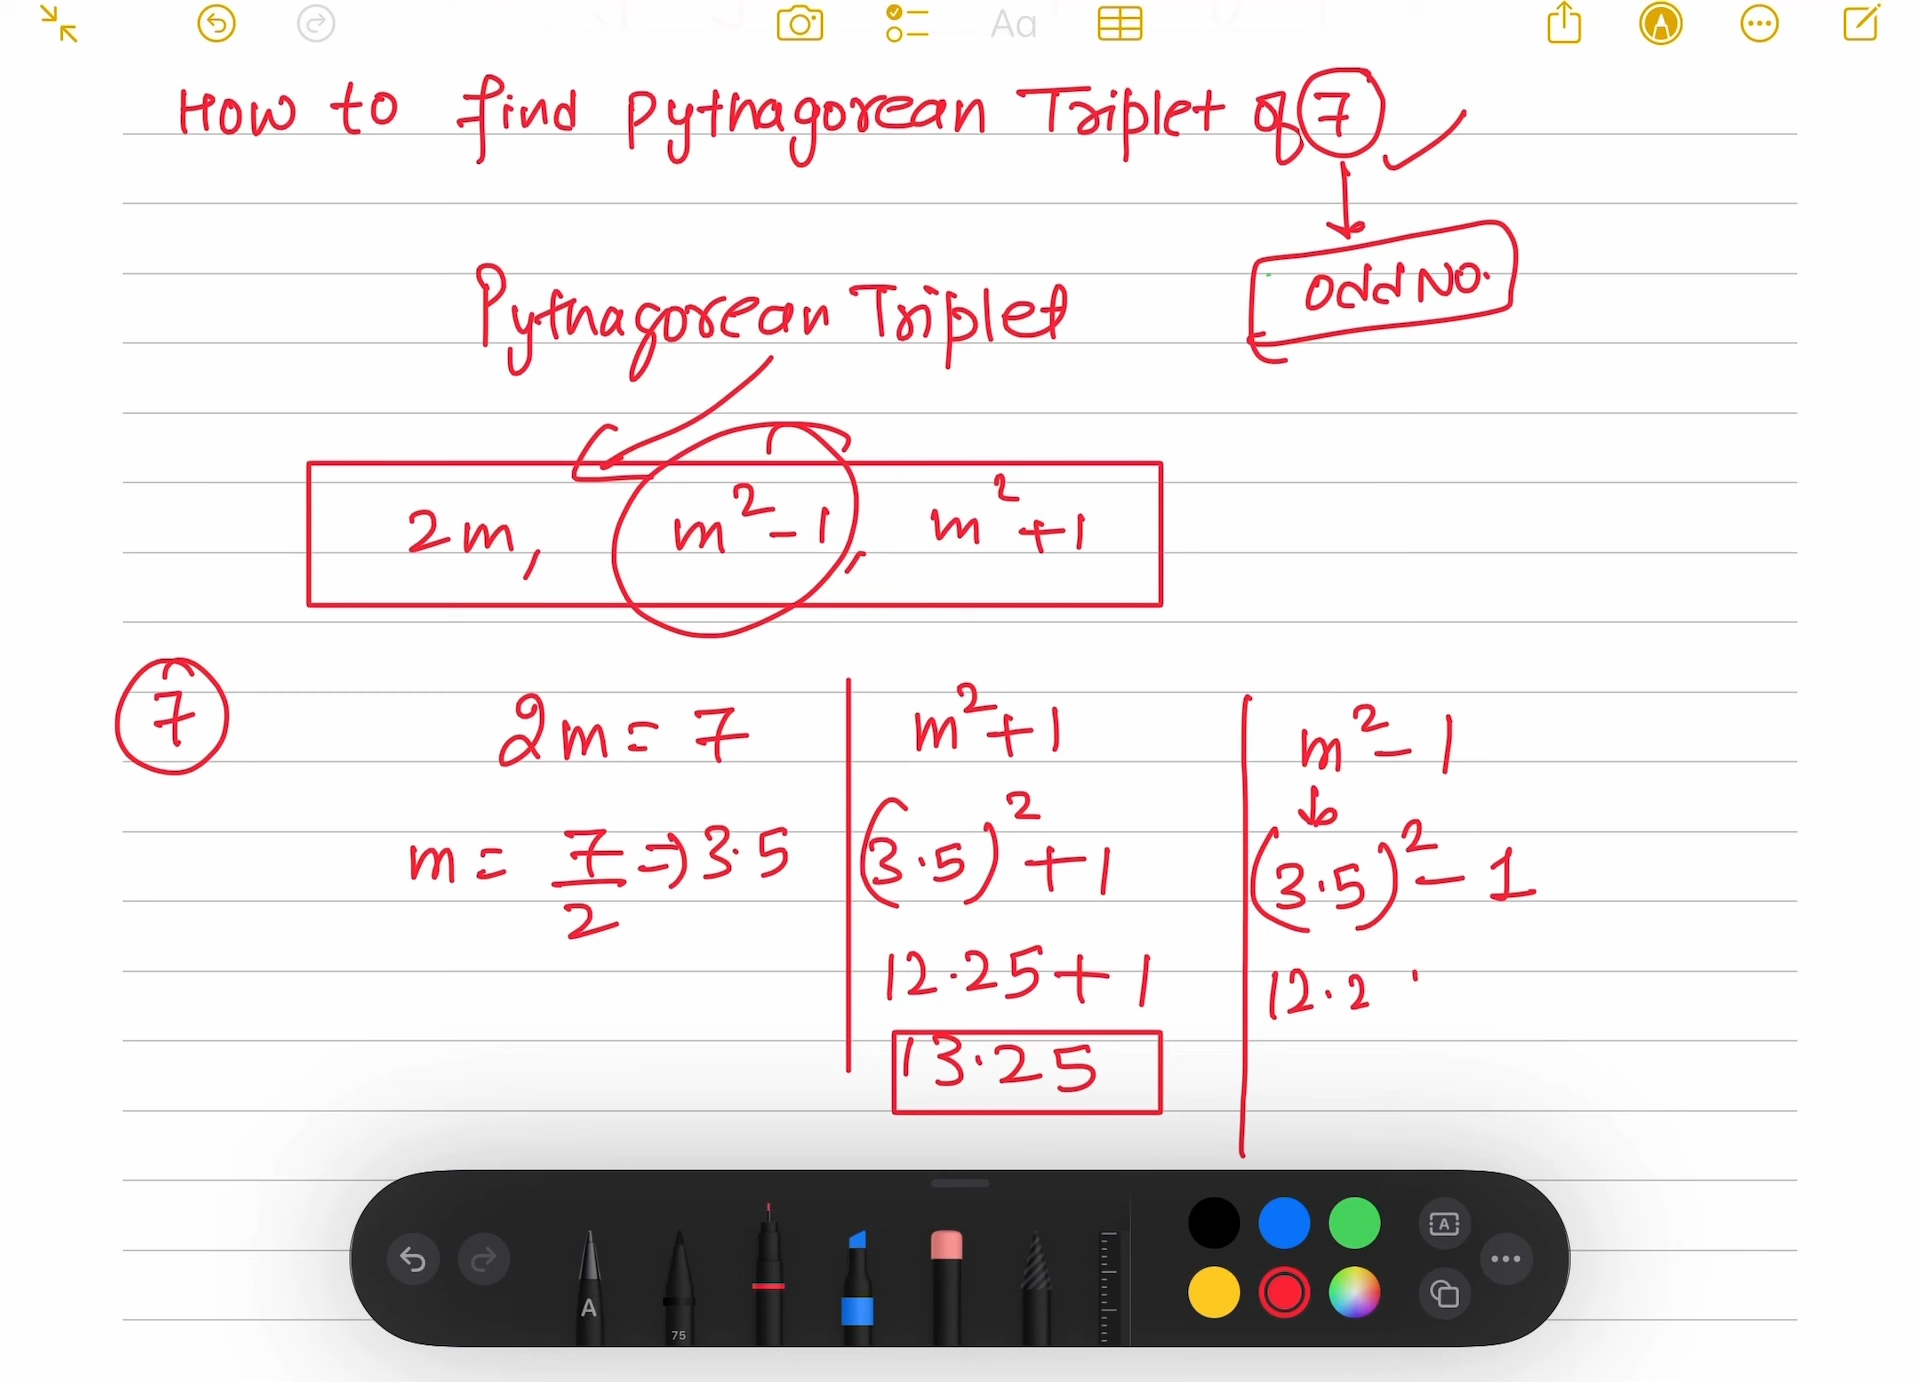 Aa
How to find Pythagorean Triplet of 7
Odd No.
Pythagorean Triplet
2m, m²-1, m²+1
7
2m = 7
m = 7/2 => 3.5
m²+1
(3.5)² + 1
12.25 + 1
13.25
m² - 1
(3.5)² - 1
12.2
A
75
A